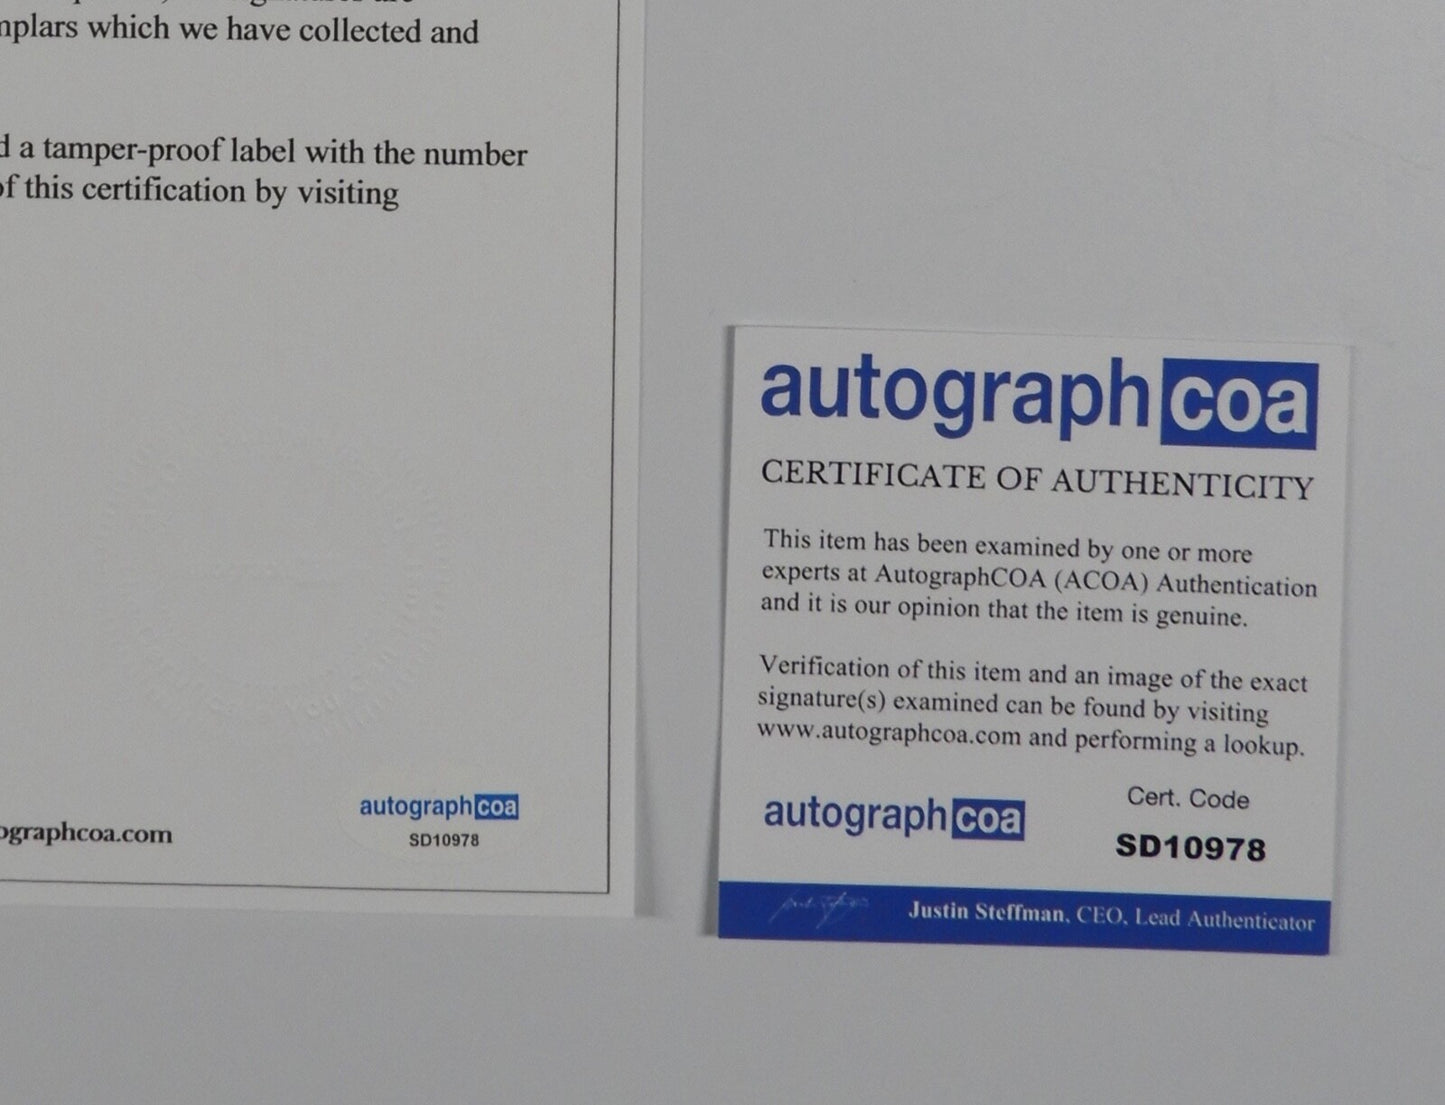 which we have collected and
a tamper-proof label with the number
this certification by visiting
autographcoa
SD10978
autographcoa
CERTIFICATE OF AUTHENTICITY
This item has been examined by one or more
experts at AutographCOA (ACOA) Authentication
and it is our opinion that the item is genuine.
Verification of this item and an image of the exact
signature(s) examined can be found by visiting
www.autographcoa.com and performing a lookup.
autographcoa
Cert. Code
SD10978
Justin Steffman, CEO, Lead Authenticator